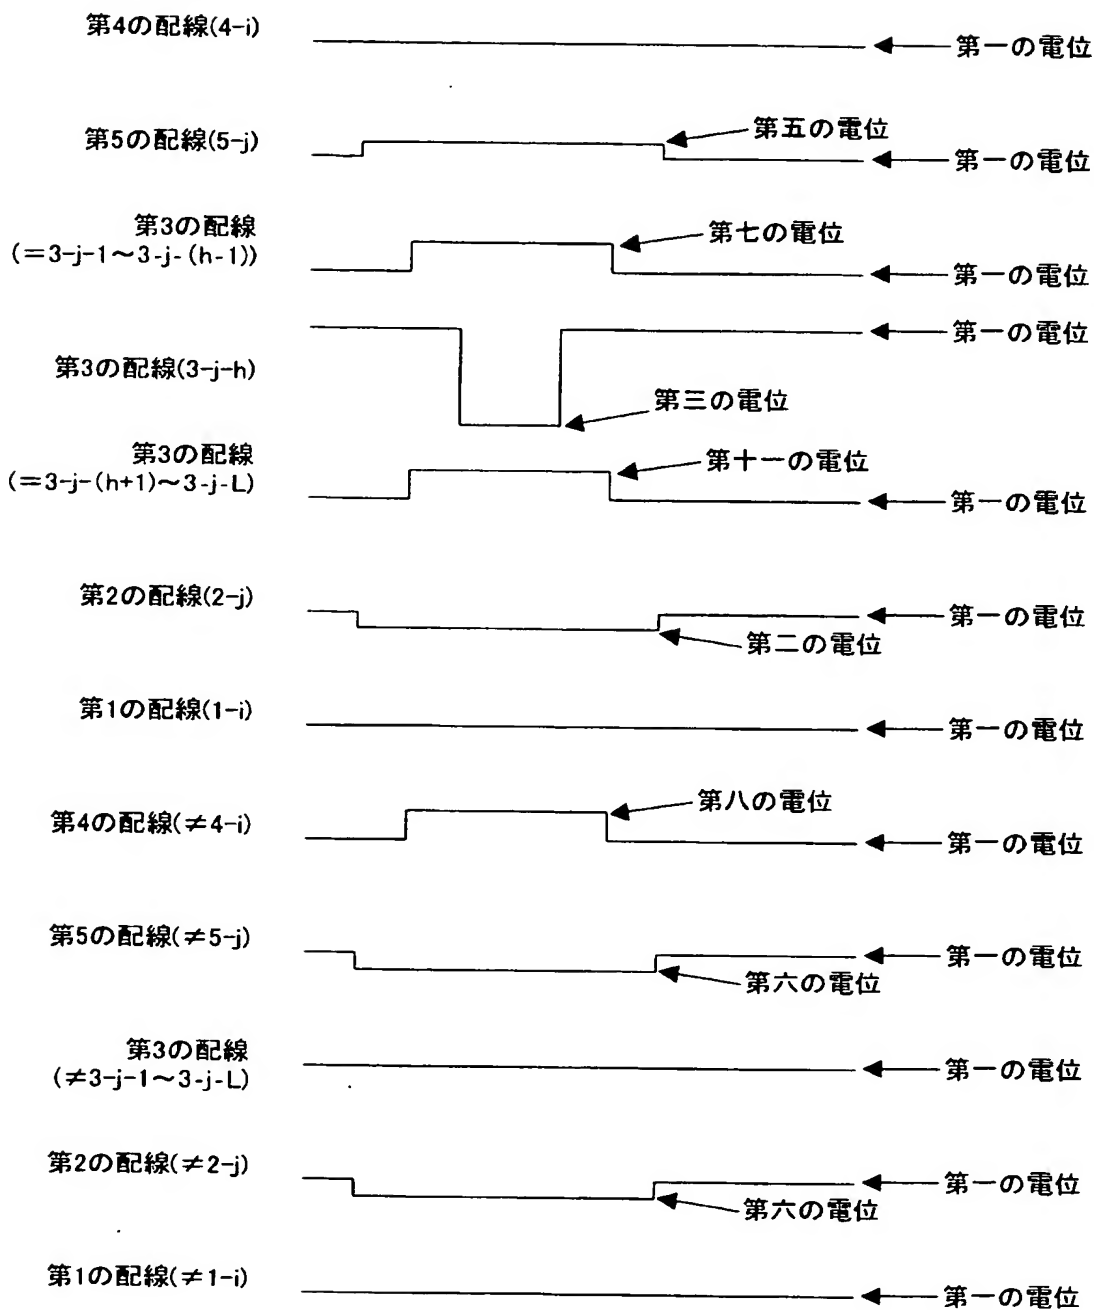 第4の配線(4-i)
第一の電位
第5の配線(5-j)
第五の電位
第一の電位
第3の配線
(=3-j-1～3-j-(h-1))
第七の電位
第一の電位
第一の電位
第3の配線(3-j-h)
第三の電位
第3の配線
(=3-j-(h+1)～3-j-L)
第十一の電位
第一の電位
第2の配線(2-j)
第一の電位
第二の電位
第1の配線(1-i)
第一の電位
第4の配線(≠4-i)
第八の電位
第一の電位
第5の配線(≠5-j)
第一の電位
第六の電位
第3の配線
(≠3-j-1～3-j-L)
第一の電位
第2の配線(≠2-j)
第一の電位
第六の電位
第1の配線(≠1-i)
第一の電位